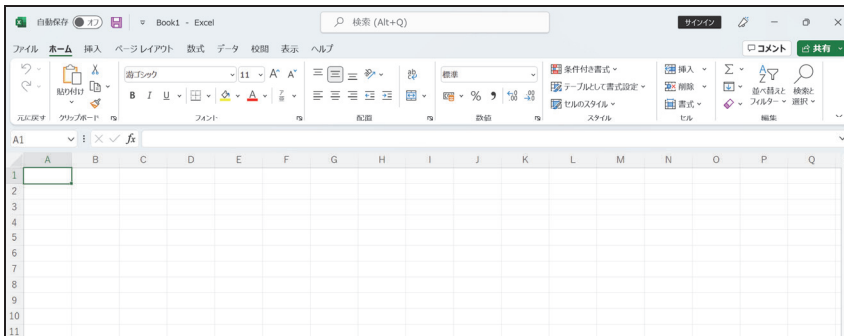 自動保存 オフ Book1 - Excel 検索 (Alt+Q) サインイン
ファイル ホーム 挿入 ページ レイアウト 数式 データ 校閲 表示 ヘルプ コメント 共有
貼り付け 游ゴシック 11 A A 標準 条件付き書式 挿入
B I U A % 9 テーブルとして書式設定 削除 並べ替えと 検索と
セルのスタイル 書式 フィルター 選択
元に戻す クリップボード フォント 配置 数値 スタイル セル 編集
A1 fx
A B C D E F G H I J K L M N O P Q
1
2
3
4
5
6
7
8
9
10
11